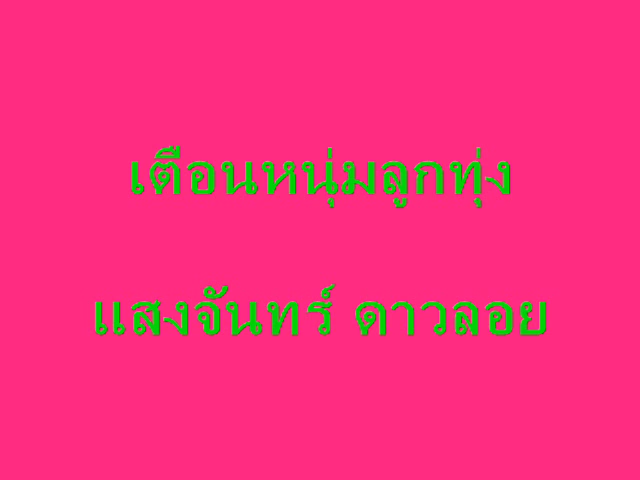 เตือนหนุ่มลูกทุ่ง
แสงจันทร์ ดาวลอย